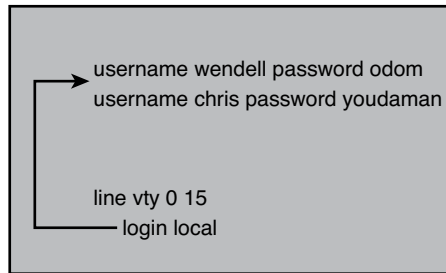 username wendell password odom
username chris password youdaman
line vty 0 15
login local